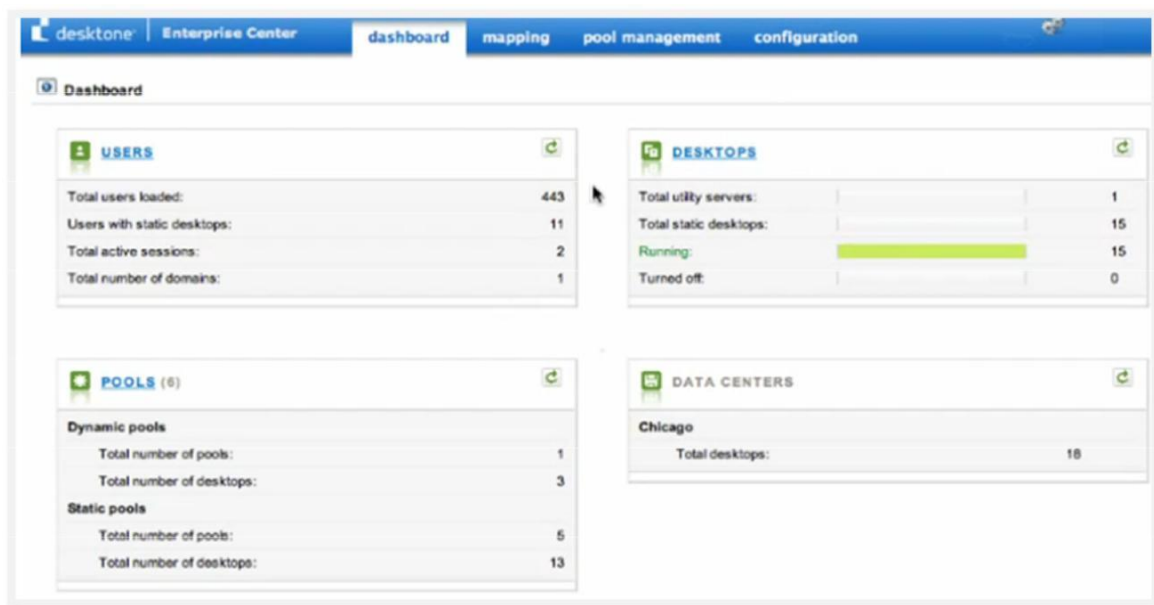 desktone Enterprise Center dashboard mapping pool management configuration
Dashboard
USERS
Total users loaded: 443
Users with static desktops: 11
Total active sessions: 2
Total number of domains: 1
DESKTOPS
Total utility servers: 1
Total static desktops: 15
Running: 15
Turned off: 0
POOLS (6)
Dynamic pools
Total number of pools: 1
Total number of desktops: 3
Static pools
Total number of pools: 5
Total number of desktops: 13
DATA CENTERS
Chicago
Total desktops: 18